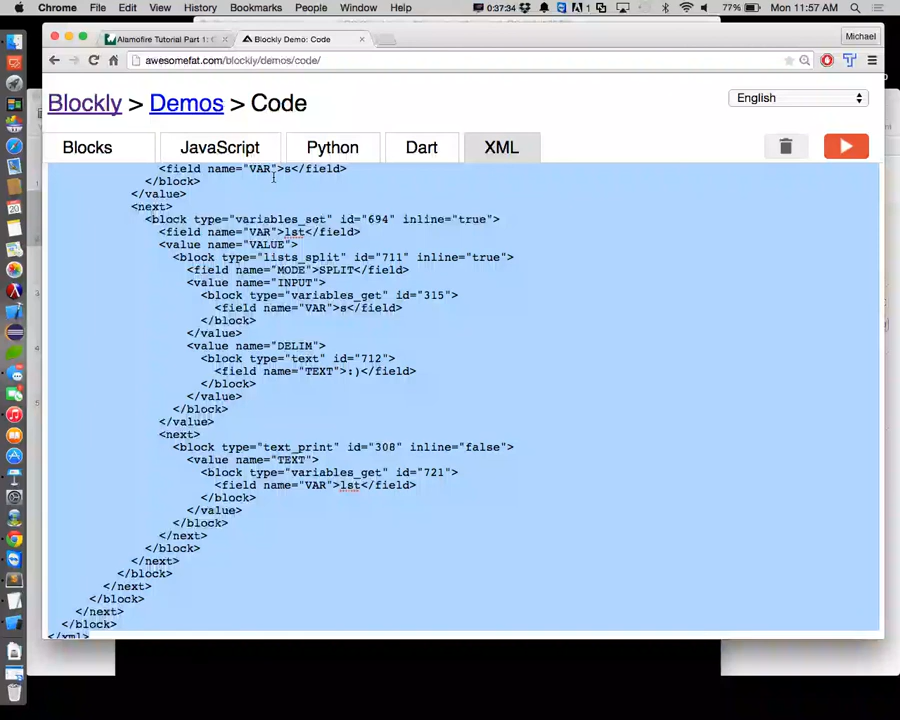 Chrome File Edit View History Bookmarks People Window Help 0:37:34 1 77% Mon 11:57 AM
Alamofire Tutorial Part 1: Blockly Demo: Code Michael
awesomefat.com/blockly/demos/code/
Blockly > Demos > Code
English
Blocks JavaScript Python Dart XML
<field name="VAR">s</field>
</block>
</value>
<next>
<block type="variables_set" id="694" inline="true">
<field name="VAR">lst</field>
<value name="VALUE">
<block type="lists_split" id="711" inline="true">
<field name="MODE">SPLIT</field>
<value name="INPUT">
<block type="variables_get" id="315">
<field name="VAR">s</field>
</block>
</value>
<value name="DELIM">
<block type="text" id="712">
<field name="TEXT">:)</field>
</block>
</value>
</block>
</value>
<next>
<block type="text_print" id="308" inline="false">
<value name="TEXT">
<block type="variables_get" id="721">
<field name="VAR">lst</field>
</block>
</value>
</block>
</next>
</block>
</next>
</block>
</next>
</block>
</next>
</block>
</xml>